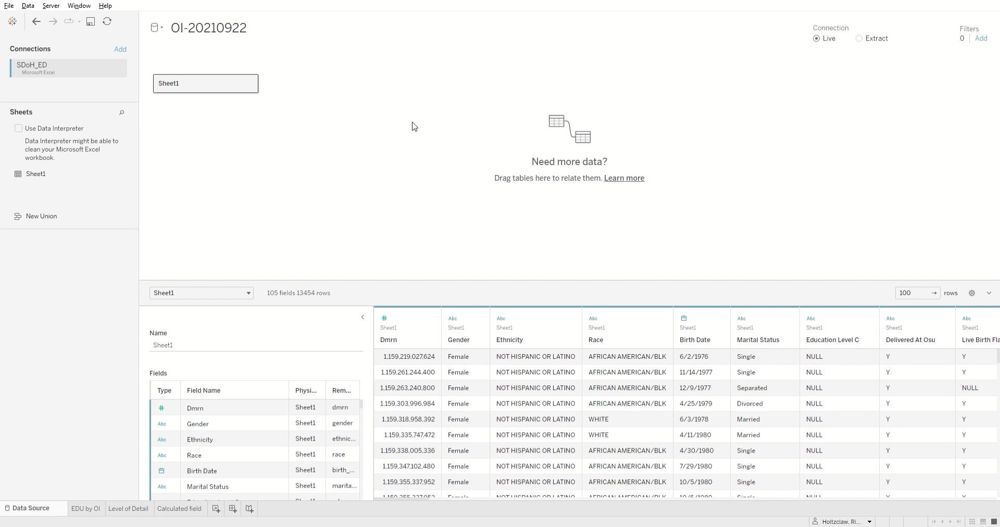 File Data Server Window Help
OI-20210922
Connection
Live Extract
Filters
0 Add
Connections Add
SDoH_ED
Microsoft Excel
Sheets
Use Data Interpreter
Data Interpreter might be able to
clean your Microsoft Excel
workbook.
Sheet1
New Union
Sheet1
Need more data?
Drag tables here to relate them. Learn more
Sheet1 105 fields 13454 rows 100 rows
Name
Sheet1
Fields
Type Field Name Physi... Rem...
# Dmrn Sheet1 dmrn
Abc Gender Sheet1 gender
Abc Ethnicity Sheet1 ethnic...
Abc Race Sheet1 race
Birth Date Sheet1 birth_...
Abc Marital Status Sheet1 marita...
# Abc Abc Abc Abc Abc Abc Abc
Sheet1 Sheet1 Sheet1 Sheet1 Sheet1 Sheet1 Sheet1 Sheet1 Sheet1
Dmrn Gender Ethnicity Race Birth Date Marital Status Education Level C Delivered At Osu Live Birth Fla
1,159,219,027,624 Female NOT HISPANIC OR LATINO AFRICAN AMERICAN/BLK 6/2/1976 Single NULL Y Y
1,159,261,244,400 Female NOT HISPANIC OR LATINO AFRICAN AMERICAN/BLK 11/14/1977 Single NULL Y Y
1,159,263,240,800 Female NOT HISPANIC OR LATINO AFRICAN AMERICAN/BLK 12/9/1977 Separated NULL Y NULL
1,159,303,996,984 Female NOT HISPANIC OR LATINO AFRICAN AMERICAN/BLK 4/25/1979 Divorced NULL Y Y
1,159,318,958,392 Female NOT HISPANIC OR LATINO WHITE 6/3/1978 Married NULL Y Y
1,159,335,747,472 Female NOT HISPANIC OR LATINO WHITE 4/11/1980 Married NULL Y Y
1,159,338,005,336 Female NOT HISPANIC OR LATINO AFRICAN AMERICAN/BLK 4/30/1980 Single NULL Y Y
1,159,347,102,480 Female NOT HISPANIC OR LATINO AFRICAN AMERICAN/BLK 7/29/1980 Single NULL Y Y
1,159,355,337,952 Female NOT HISPANIC OR LATINO AFRICAN AMERICAN/BLK 10/5/1980 Single NULL Y Y
Data Source EDU by OI Level of Detail Calculated field
Holtzclaw, Ri...